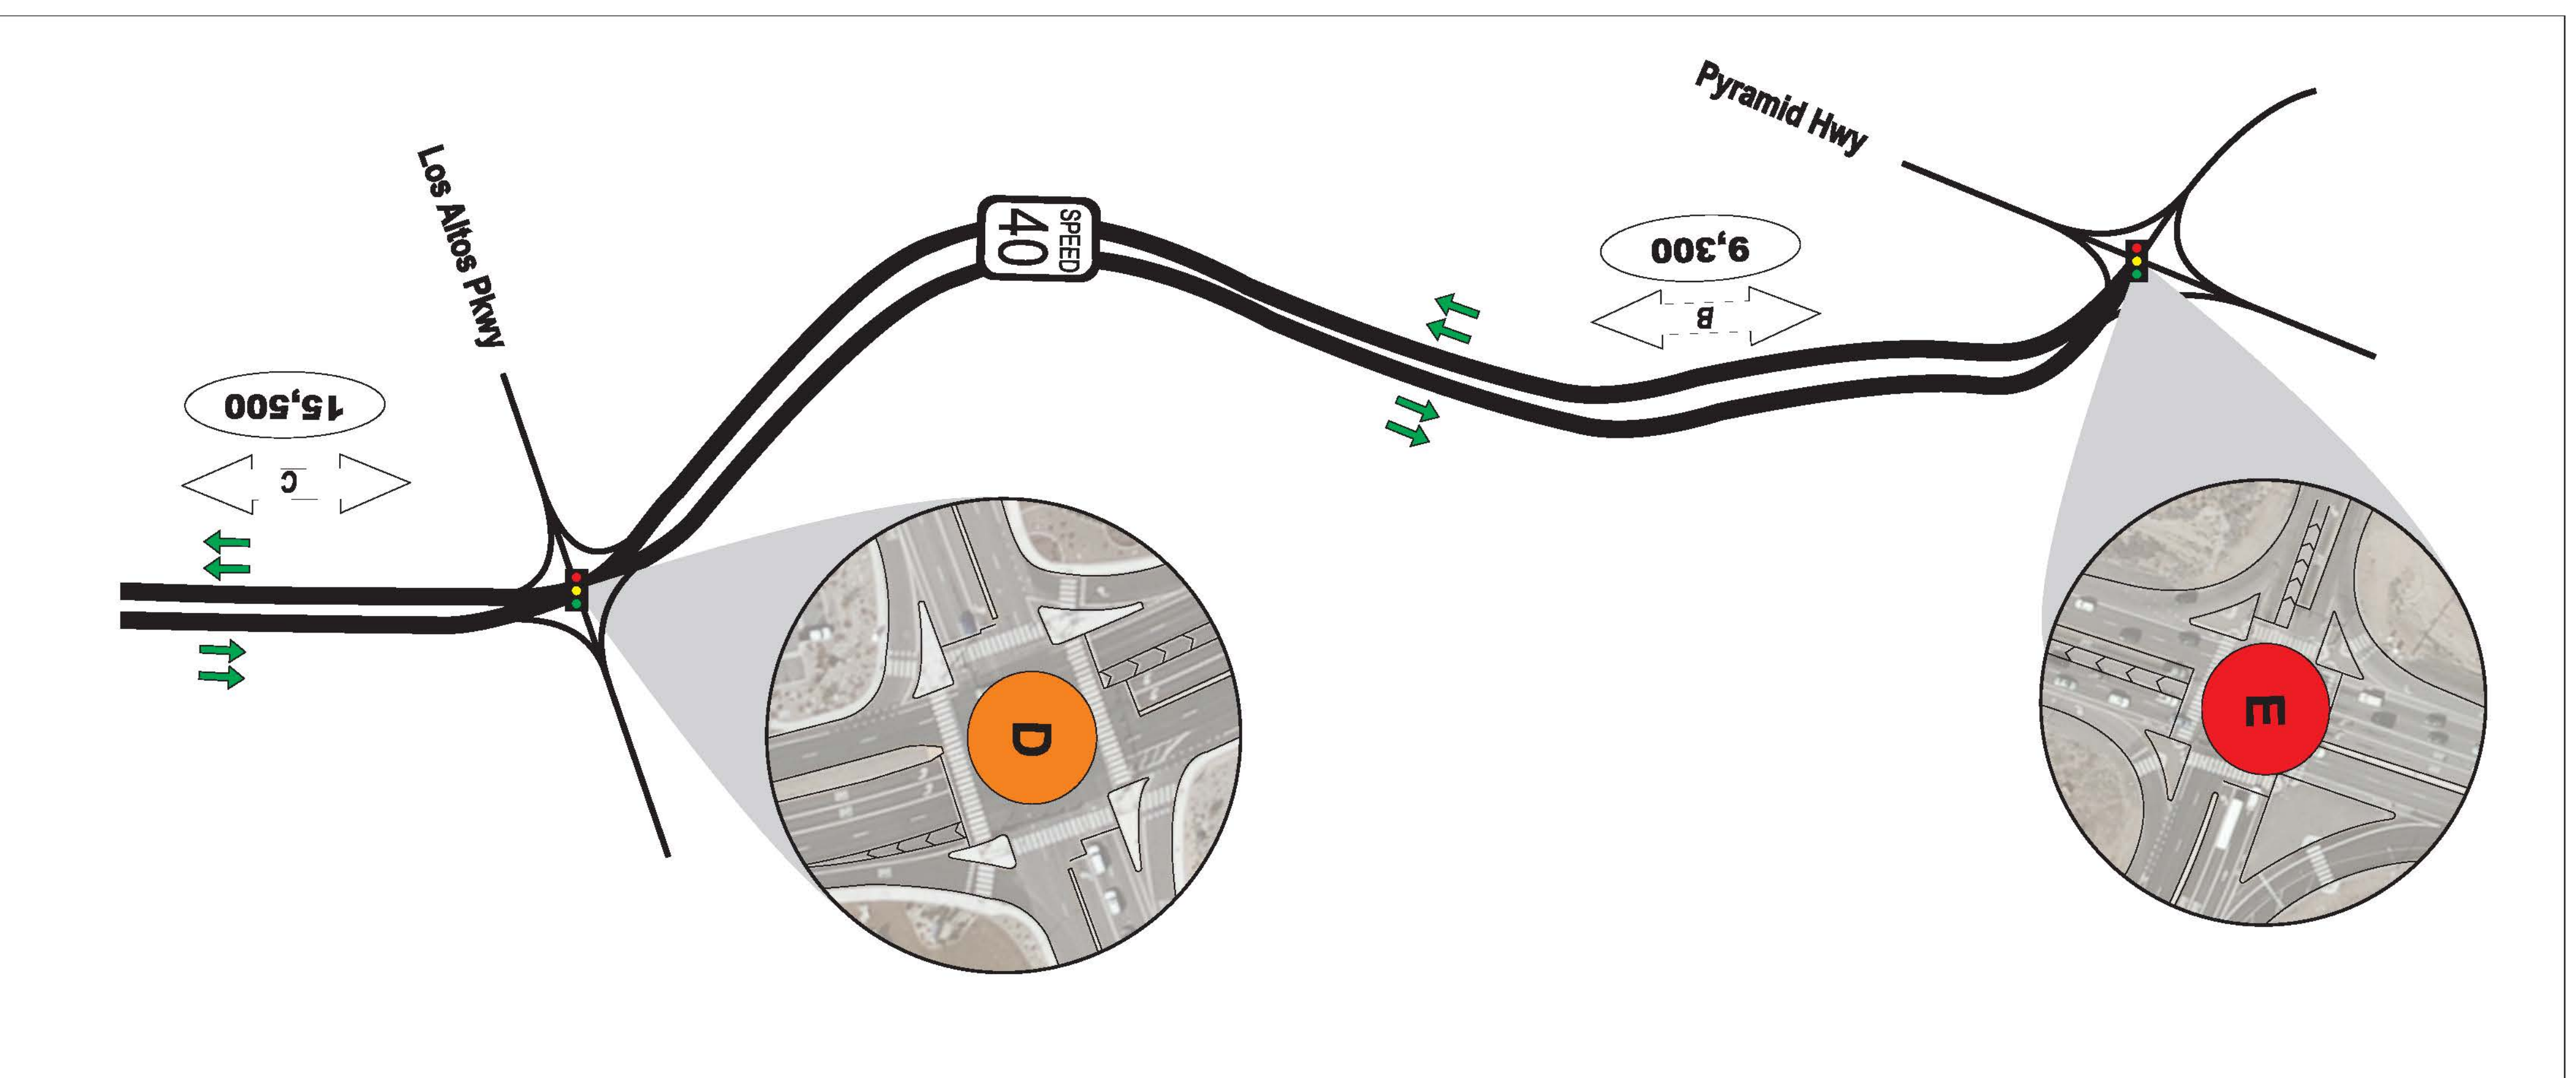 Pyramid Hwy
Los Altos Pkwy
SPEED
40
9,300
B
15,500
C
D
E